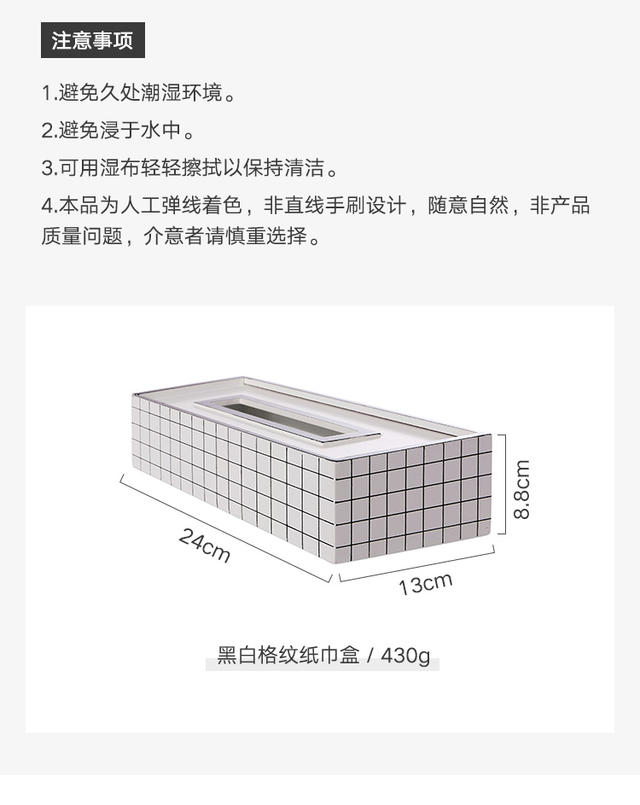 注意事项
1.避免久处潮湿环境。
2.避免浸于水中。
3.可用湿布轻轻擦拭以保持清洁。
4.本品为人工弹线着色，非直线手刷设计，随意自然，非产品
质量问题，介意者请慎重选择。
8.8cm
24cm
13cm
黑白格纹纸巾盒 / 430g